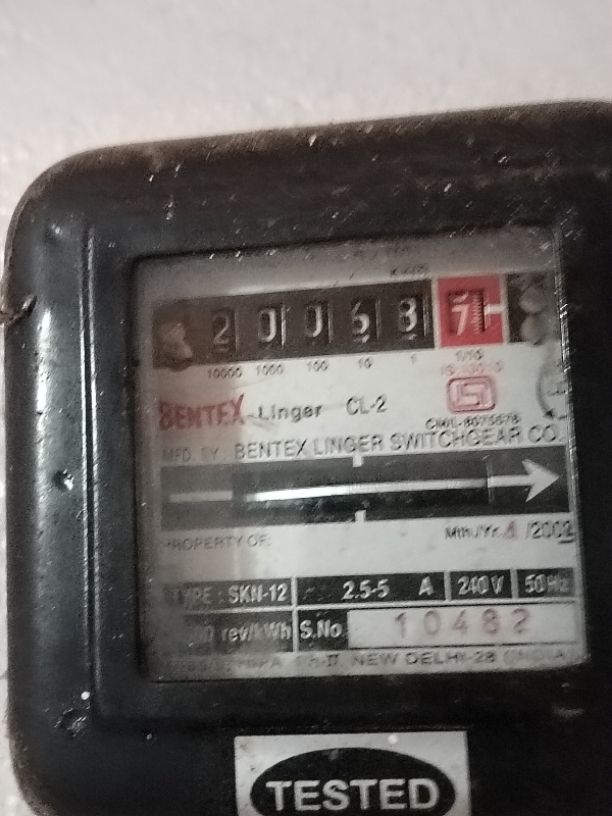 2 0 0 6 8 7
10000 1000 100 10 1 1/10
BENTEX-Linger CL-2
MFD. BY: BENTEX LINGER SWITCHGEAR CO.
PROPERTY OF:
Mth./Yr. /2002
TYPE : SKN-12 2.5-5 A 240 V 50 Hz
rev/kWh S.No 10482
NEW DELHI-28
TESTED